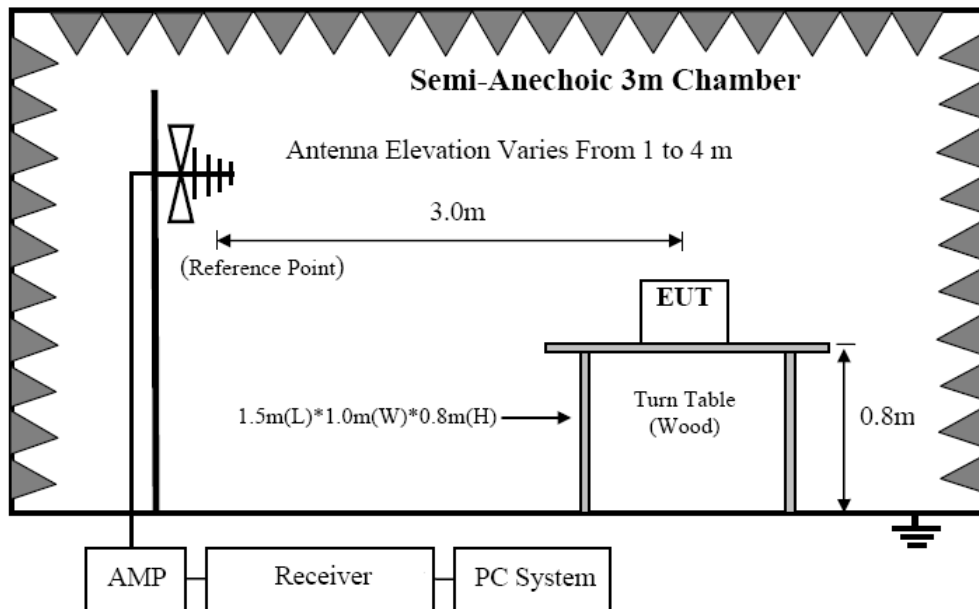 Semi-Anechoic 3m Chamber
Antenna Elevation Varies From 1 to 4 m
3.0m
(Reference Point)
EUT
1.5m(L)*1.0m(W)*0.8m(H)
Turn Table
(Wood)
0.8m
AMP
Receiver
PC System